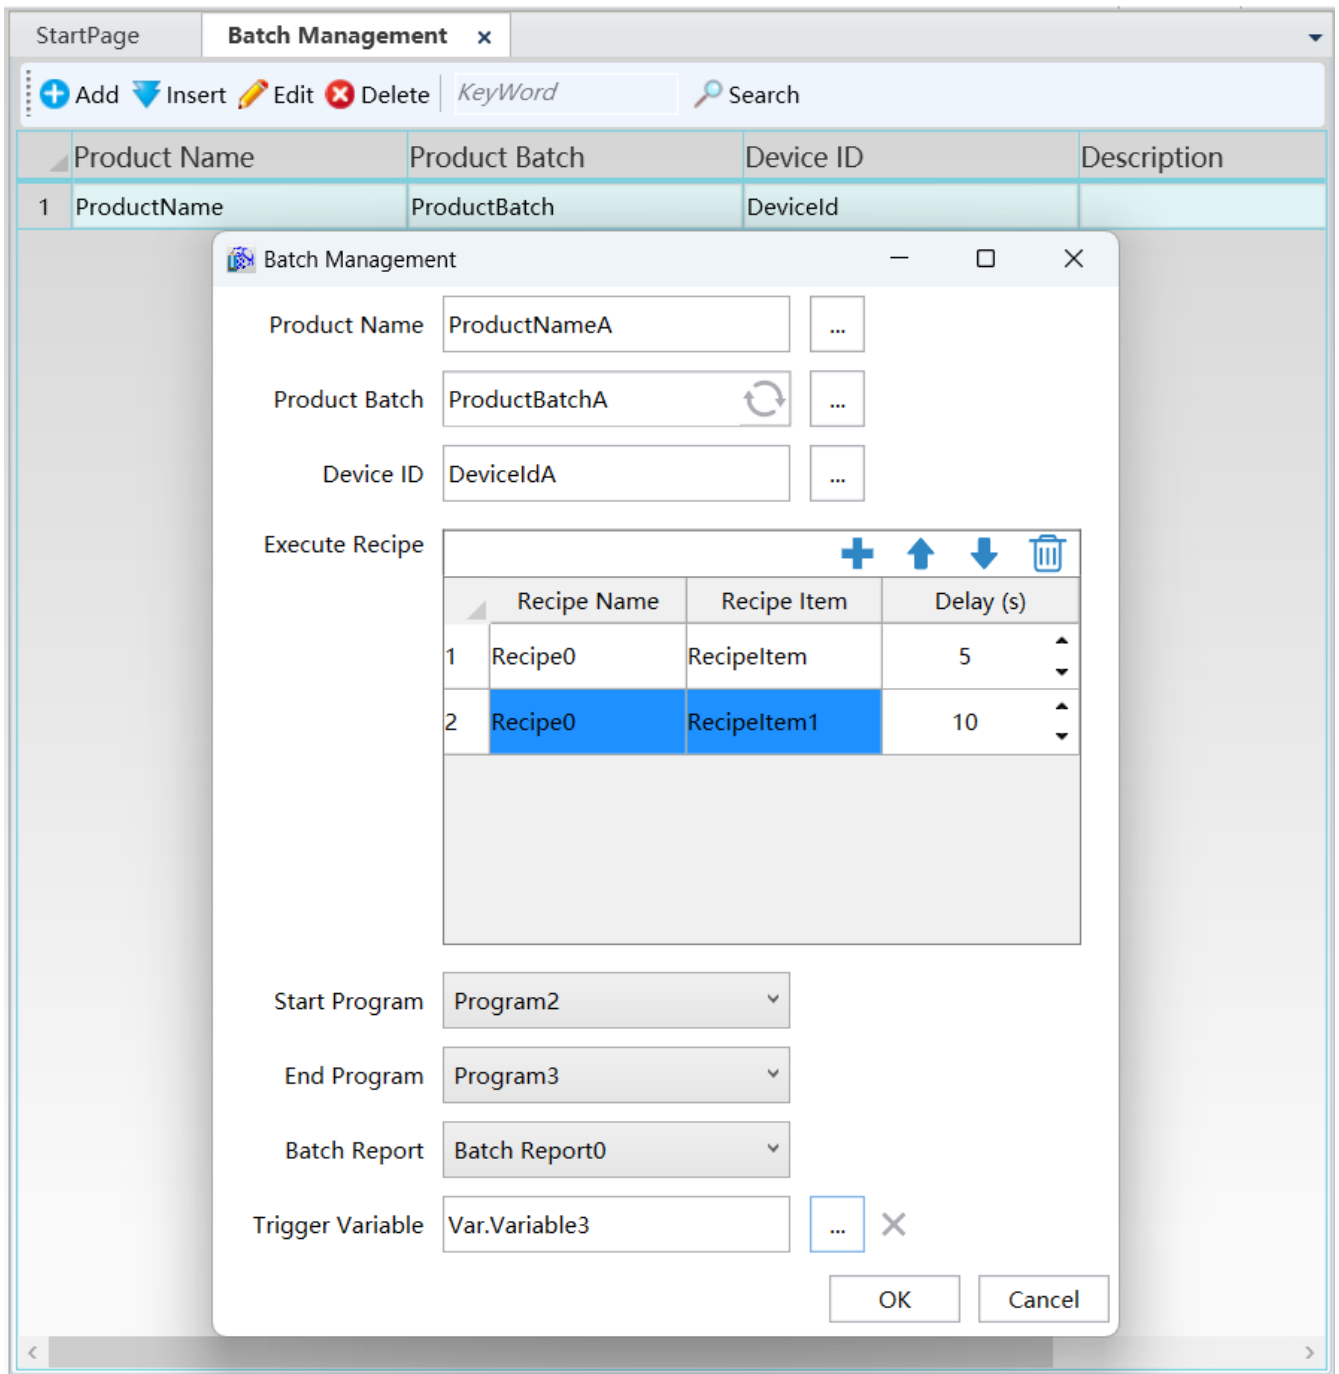 StartPage Batch Management x
Add Insert Edit Delete KeyWord Search
Product Name Product Batch Device ID Description
1 ProductName ProductBatch DeviceId
Batch Management
Product Name ProductNameA ...
Product Batch ProductBatchA ...
Device ID DeviceIdA ...
Execute Recipe
Recipe Name Recipe Item Delay (s)
1 Recipe0 RecipeItem 5
2 Recipe0 RecipeItem1 10
Start Program Program2
End Program Program3
Batch Report Batch Report0
Trigger Variable Var.Variable3 ...
OK Cancel